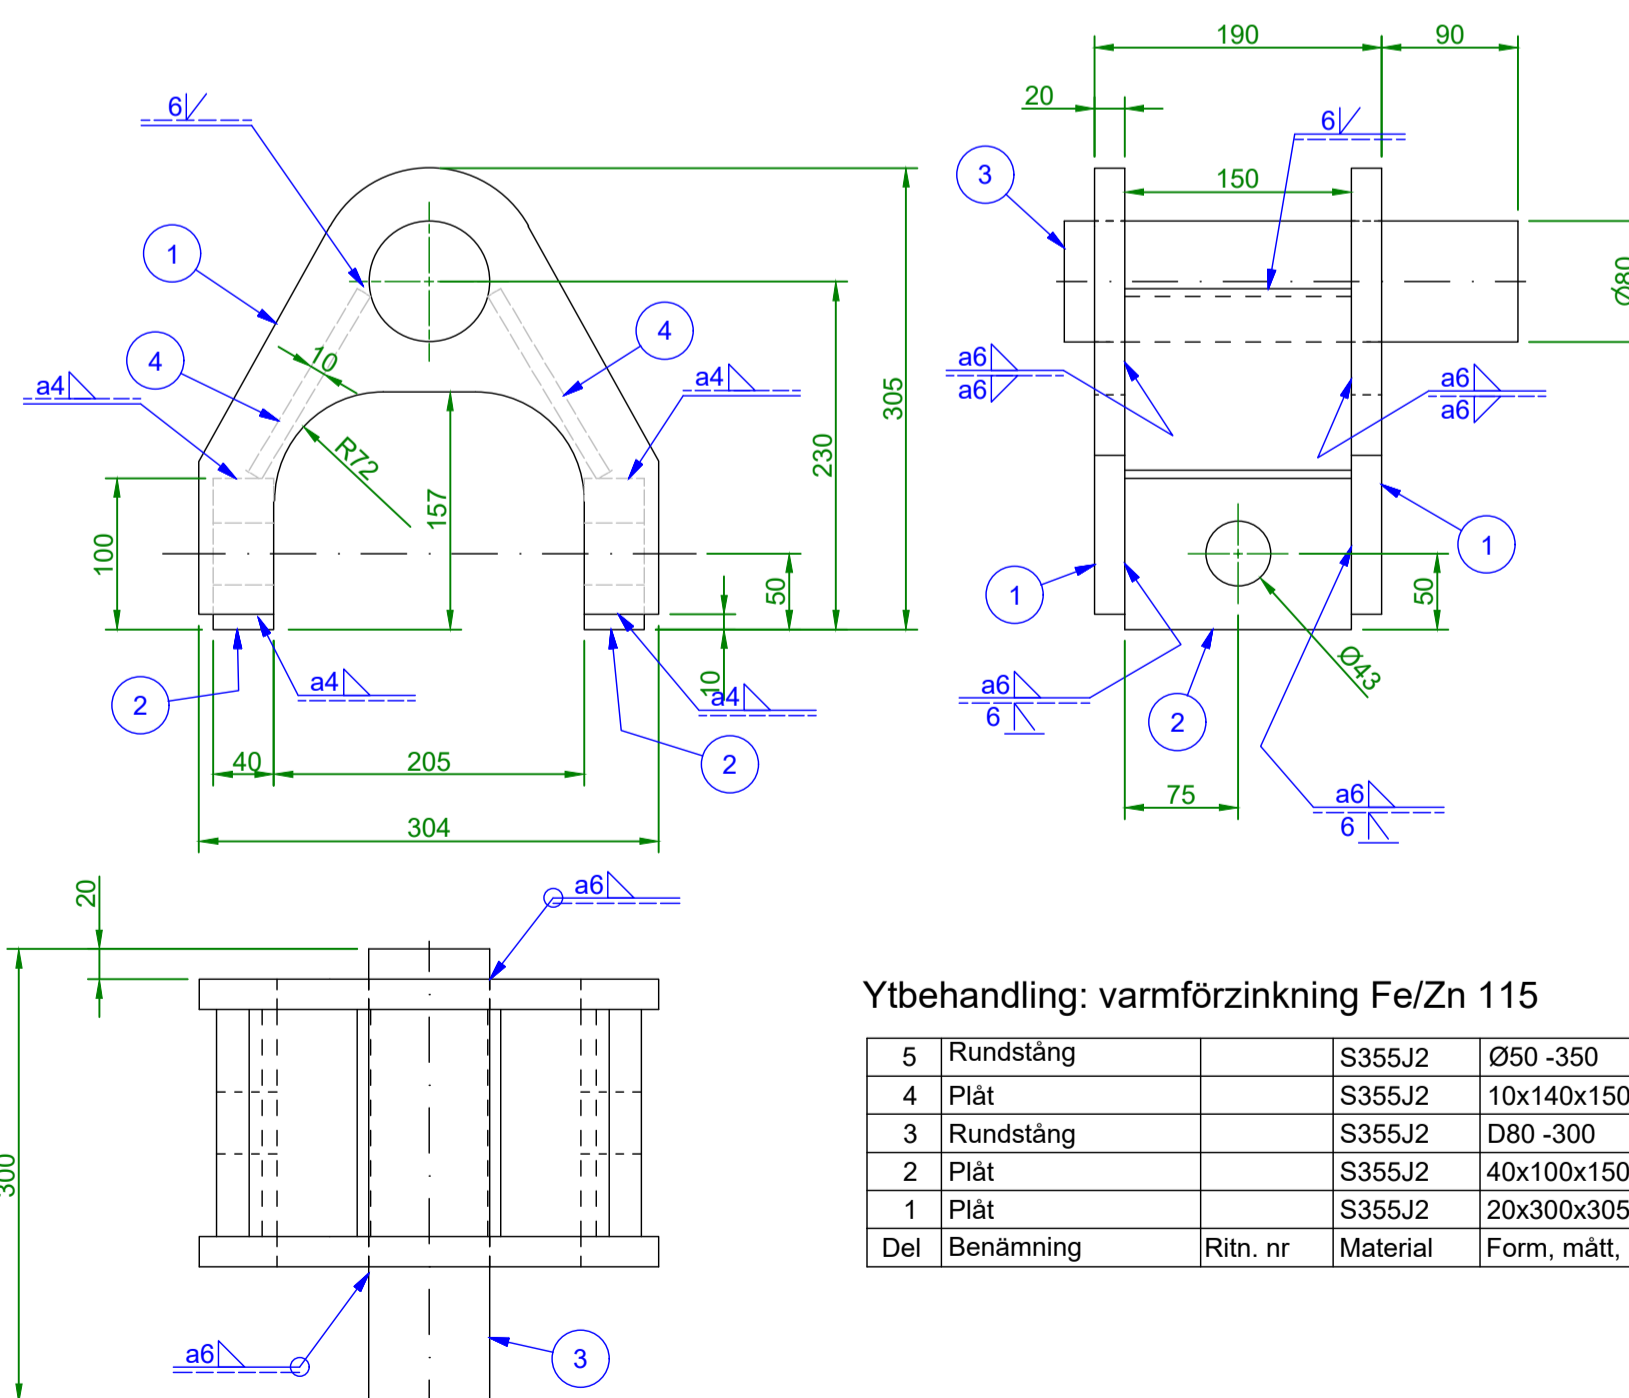 190
90
20
6
6
3
150
1
Ø80
4
4
10
a4
a4
a6
a6
a6
a6
305
R72
230
157
100
50
50
1
1
Ø43
10
a4
a4
2
2
2
a6
6
40
205
75
a6
6
304
20
a6
300
a6
3
Ytbehandling: varmförzinkning Fe/Zn 115
5 Rundstång S355J2 Ø50 -350
4 Plåt S355J2 10x140x150
3 Rundstång S355J2 D80 -300
2 Plåt S355J2 40x100x150
1 Plåt S355J2 20x300x305
Del Benämning Ritn. nr Material Form, mått,